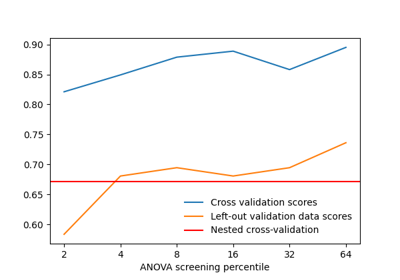 0.90
0.85
0.80
0.75
0.70
0.65
0.60
Cross validation scores
Left-out validation data scores
Nested cross-validation
2 4 8 16 32 64
ANOVA screening percentile